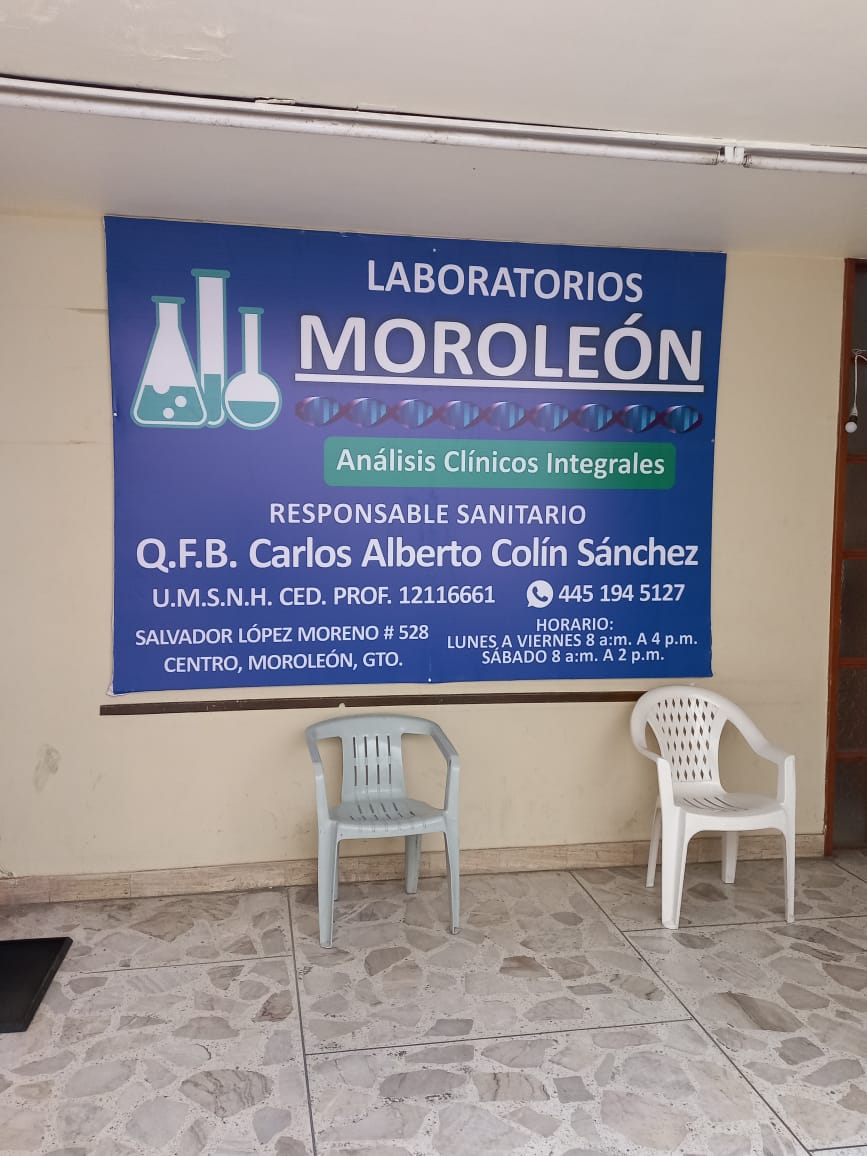 LABORATORIOS
MOROLEÓN
Análisis Clínicos Integrales
RESPONSABLE SANITARIO
Q.F.B. Carlos Alberto Colín Sánchez
U.M.S.N.H. CED. PROF. 12116661
445 194 5127
SALVADOR LÓPEZ MORENO # 528
CENTRO, MOROLEÓN, GTO.
HORARIO:
LUNES A VIERNES 8 a:m. A 4 p.m.
SÁBADO 8 a:m. A 2 p.m.